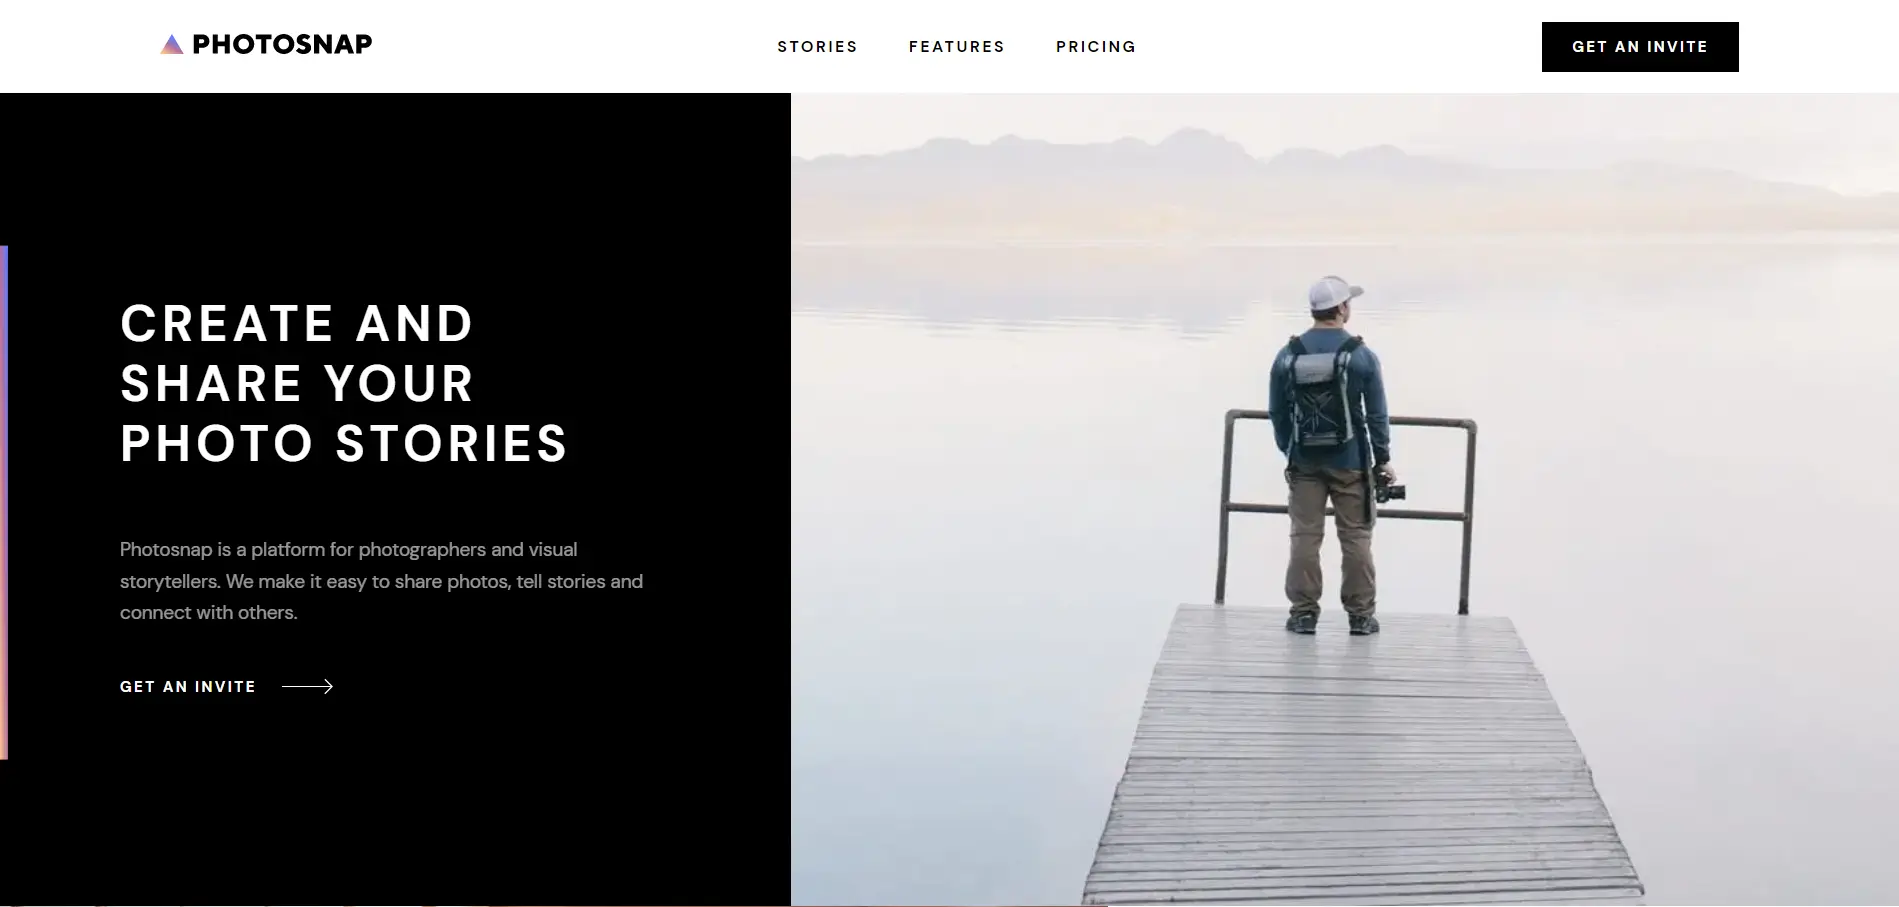 PHOTOSNAP
STORIES
FEATURES
PRICING
GET AN INVITE
CREATE AND
SHARE YOUR
PHOTO STORIES
Photosnap is a platform for photographers and visual
storytellers. We make it easy to share photos, tell stories and
connect with others.
GET AN INVITE